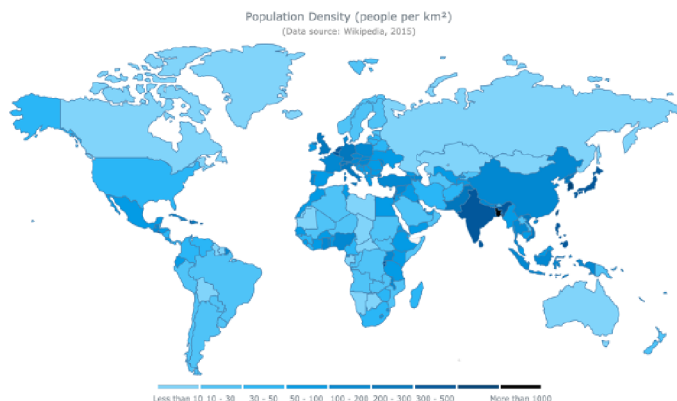 Population Density (people per km²)
(Data source: Wikipedia, 2015)
Less than 10 10 - 30 30 - 50 50 - 100 100 - 200 200 - 300 300 - 500 More than 1000